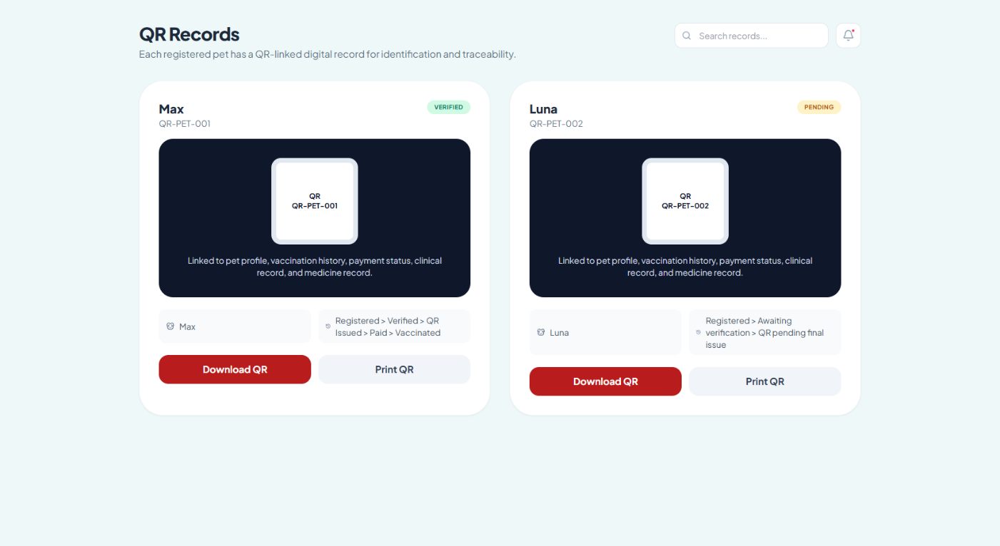 QR Records
Search records...
Each registered pet has a QR-linked digital record for identification and traceability.
Max
VERIFIED
QR-PET-001
QR
QR-PET-001
Linked to pet profile, vaccination history, payment status, clinical
record, and medicine record.
Max
Registered > Verified > QR
Issued > Paid > Vaccinated
Download QR
Print QR
Luna
PENDING
QR-PET-002
QR
QR-PET-002
Linked to pet profile, vaccination history, payment status, clinical
record, and medicine record.
Luna
Registered > Awaiting
verification > QR pending final
issue
Download QR
Print QR